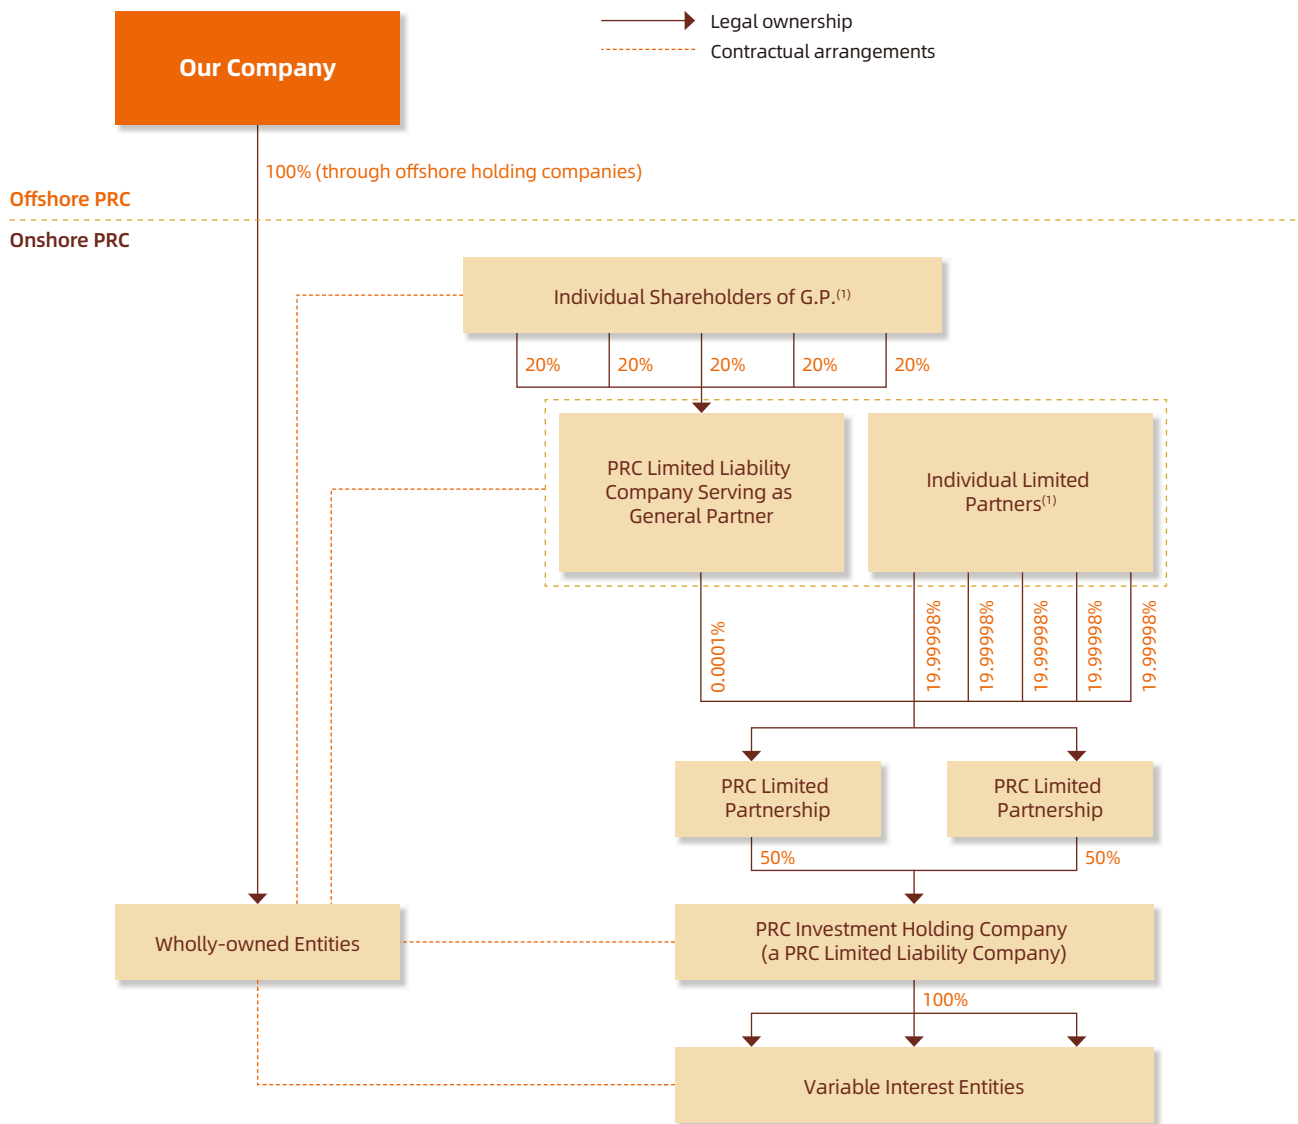 Our Company
Legal ownership
Contractual arrangements
100% (through offshore holding companies)
Offshore PRC
Onshore PRC
Individual Shareholders of G.P.(1)
20%
20%
20%
20%
20%
PRC Limited Liability
Company Serving as
General Partner
Individual Limited
Partners(1)
0.0001%
19.99998%
19.99998%
19.99998%
19.99998%
19.99998%
PRC Limited
Partnership
PRC Limited
Partnership
50%
50%
Wholly-owned Entities
PRC Investment Holding Company
(a PRC Limited Liability Company)
100%
Variable Interest Entities